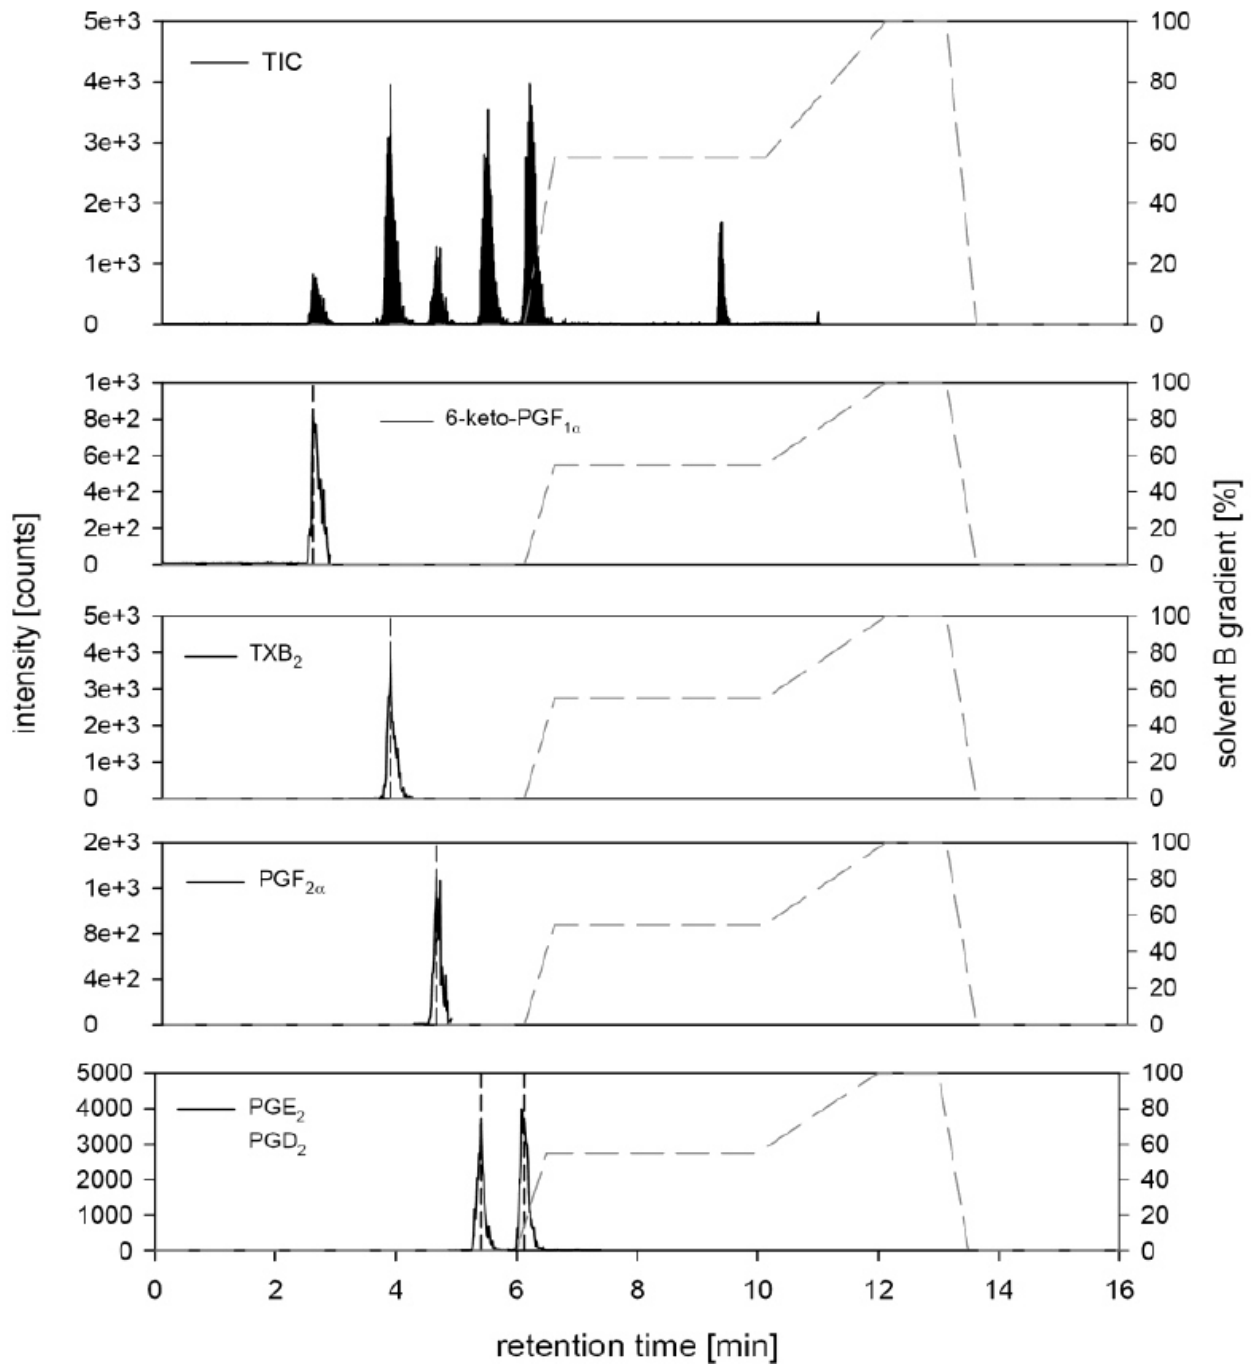 5e+3
4e+3
3e+3
2e+3
1e+3
0
TIC
100
80
60
40
20
0
1e+3
8e+2
6e+2
4e+2
2e+2
0
6-keto-PGF1α
100
80
60
40
20
0
intensity [counts]
solvent B gradient [%]
5e+3
4e+3
3e+3
2e+3
1e+3
0
TXB2
100
80
60
40
20
0
2e+3
1e+3
8e+2
4e+2
0
PGF2α
100
80
60
40
20
0
5000
4000
3000
2000
1000
0
PGE2
PGD2
100
80
60
40
20
0
0 2 4 6 8 10 12 14 16
retention time [min]